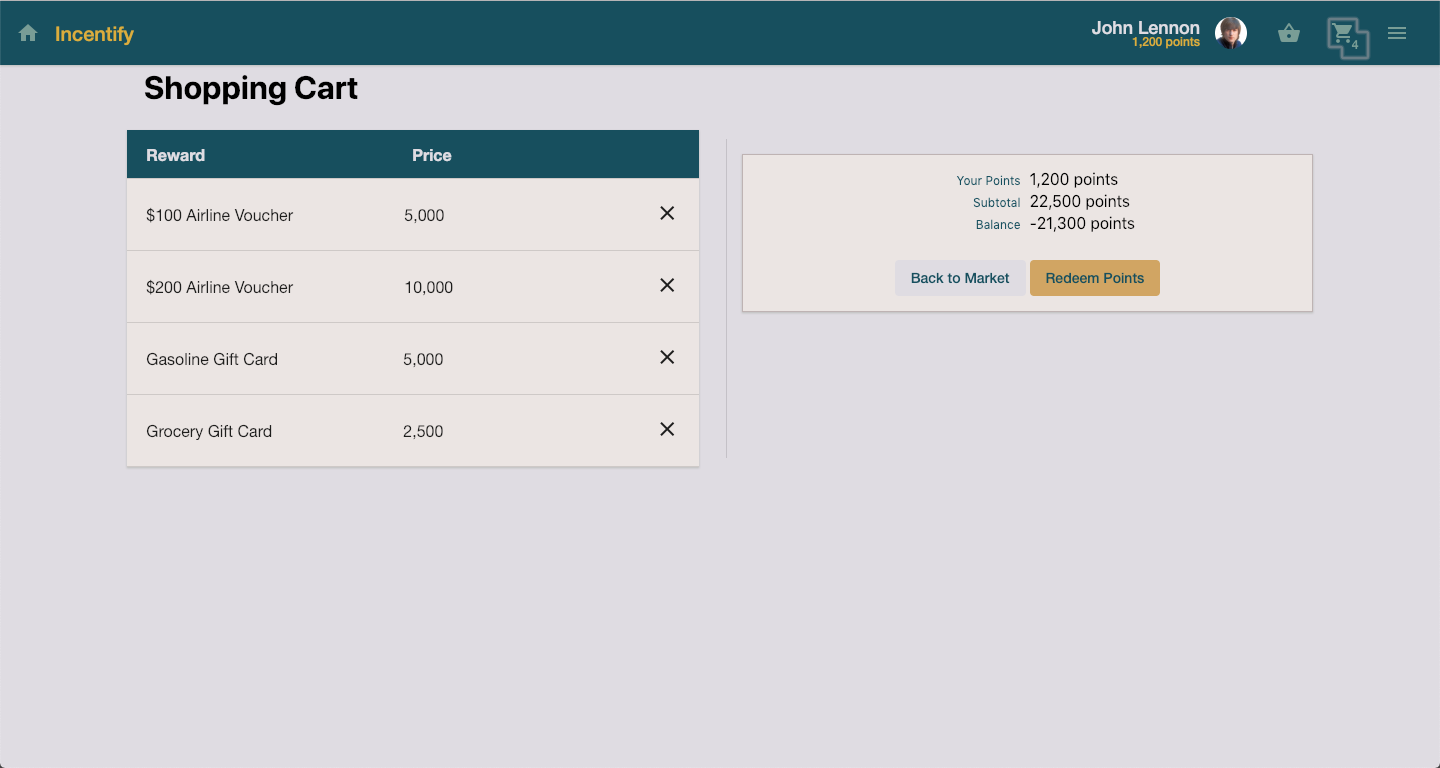 Incentify
John Lennon
1,200 points
4
Shopping Cart
Reward Price
$100 Airline Voucher 5,000
$200 Airline Voucher 10,000
Gasoline Gift Card 5,000
Grocery Gift Card 2,500
Your Points 1,200 points
Subtotal 22,500 points
Balance -21,300 points
Back to Market Redeem Points